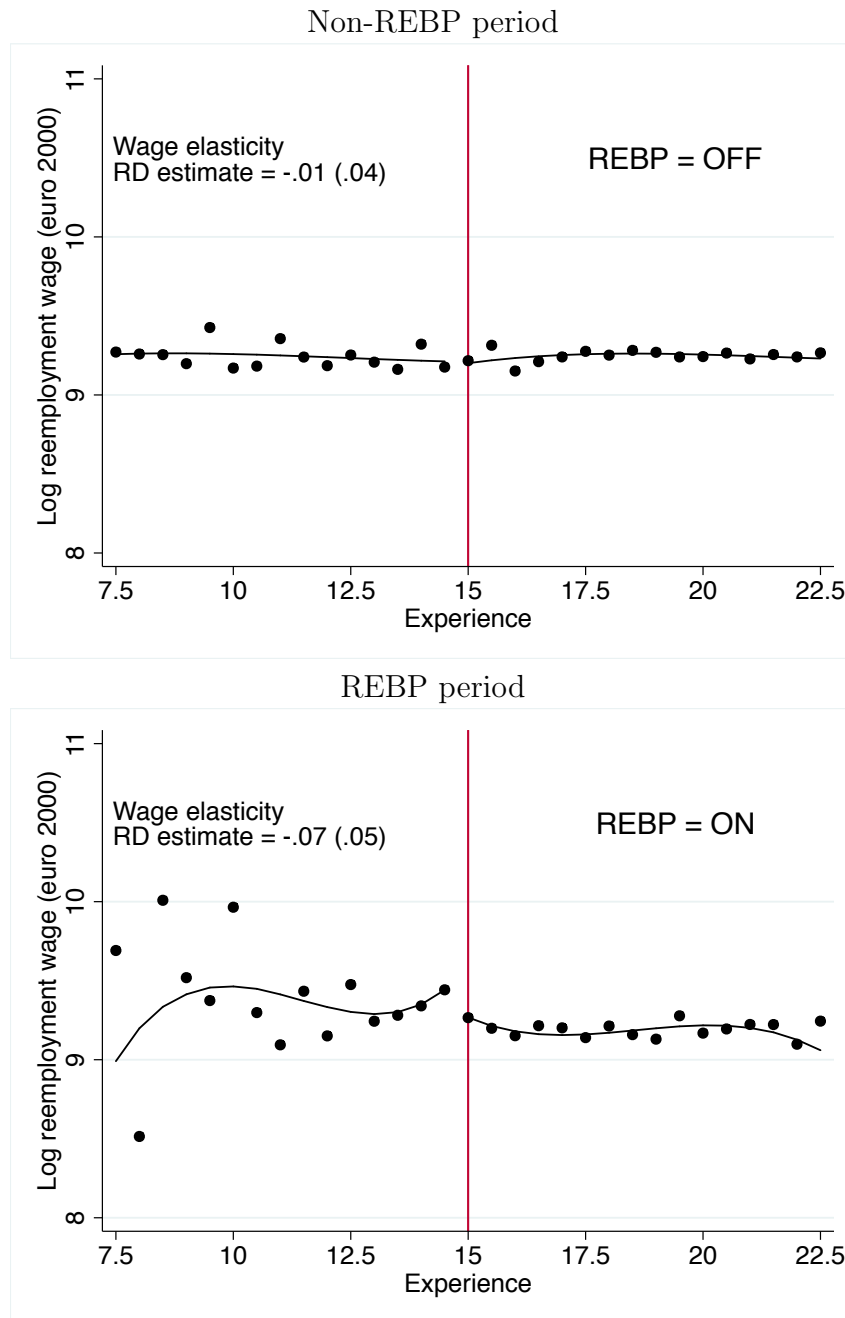 Non-REBP period
11
Wage elasticity
RD estimate = -.01 (.04)
REBP = OFF
10
9
8
Log reemployment wage (euro 2000)
7.5 10 12.5 15 17.5 20 22.5
Experience
REBP period
11
Wage elasticity
RD estimate = -.07 (.05)
REBP = ON
10
9
8
Log reemployment wage (euro 2000)
7.5 10 12.5 15 17.5 20 22.5
Experience